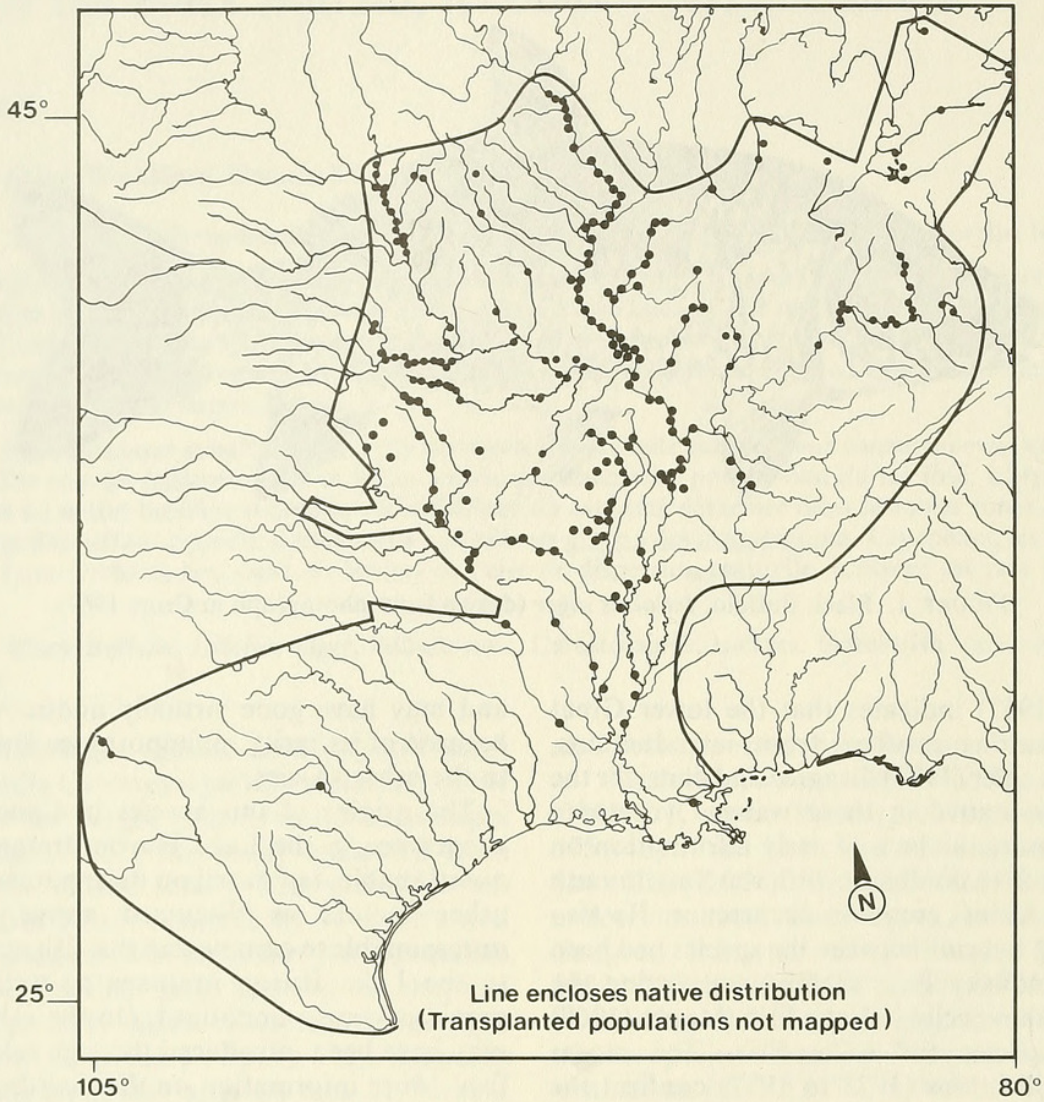 45°
N
Line encloses native distribution
(Transplanted populations not mapped)
25°
105°
80°